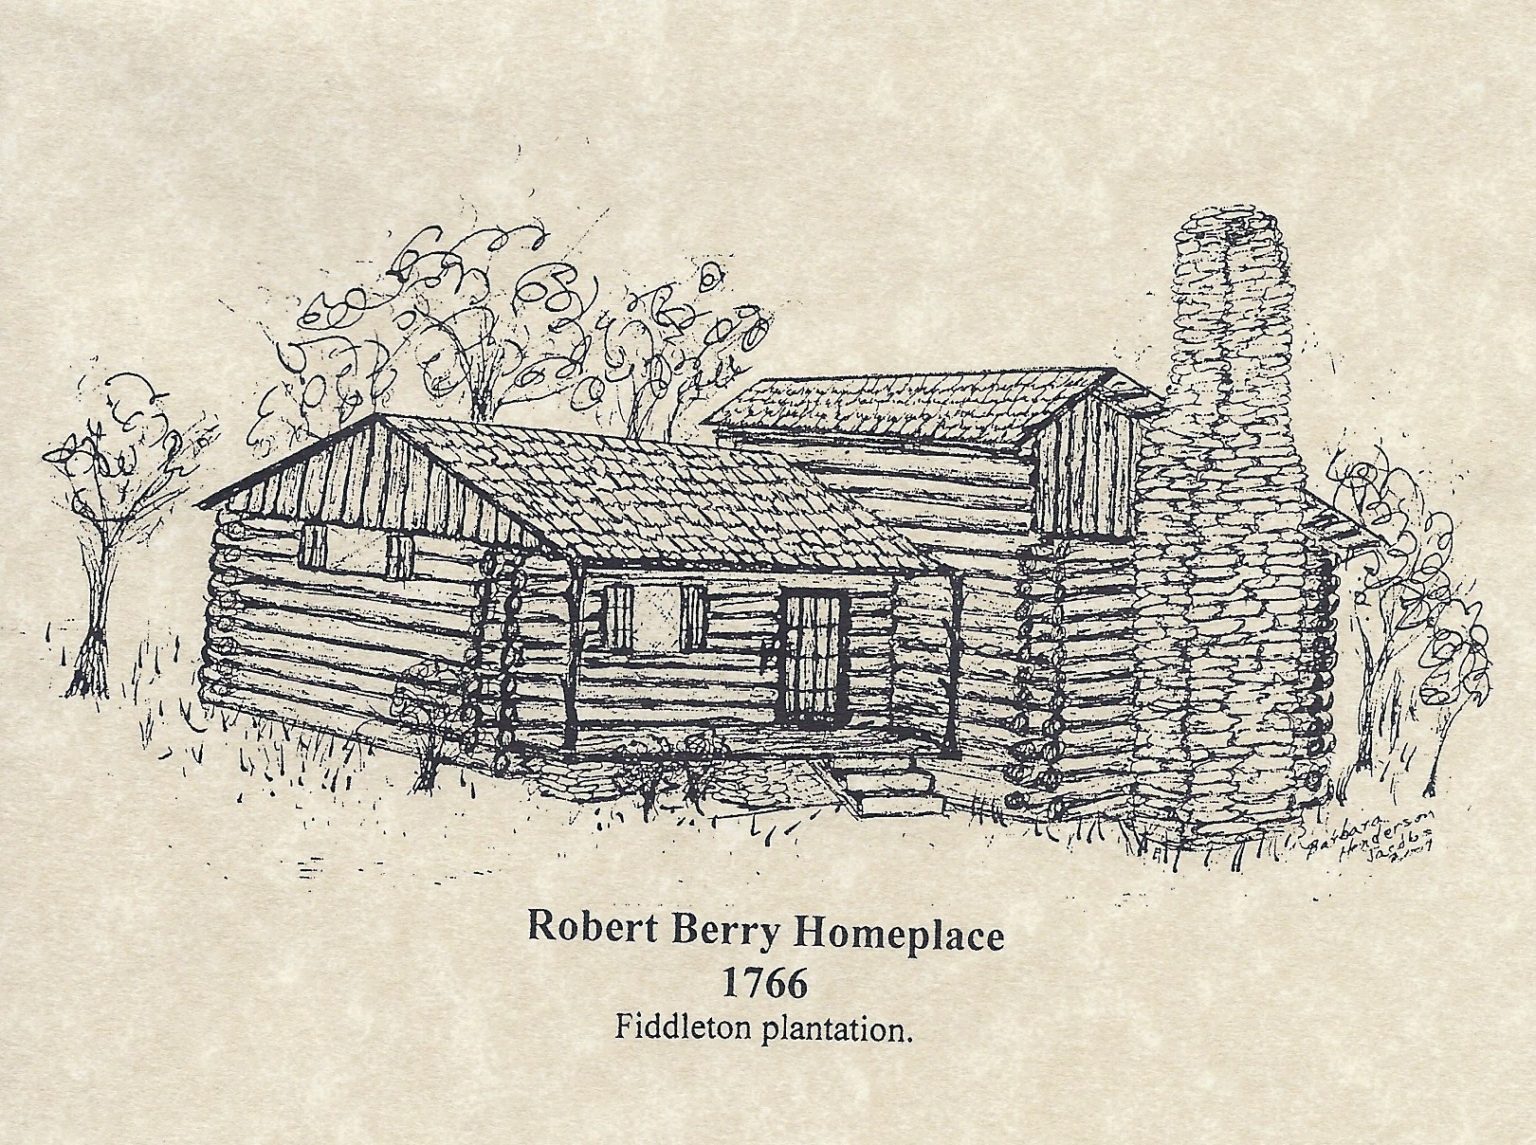 Barbara
Henderson
Jacobs
Robert Berry Homeplace
1766
Fiddleton plantation.